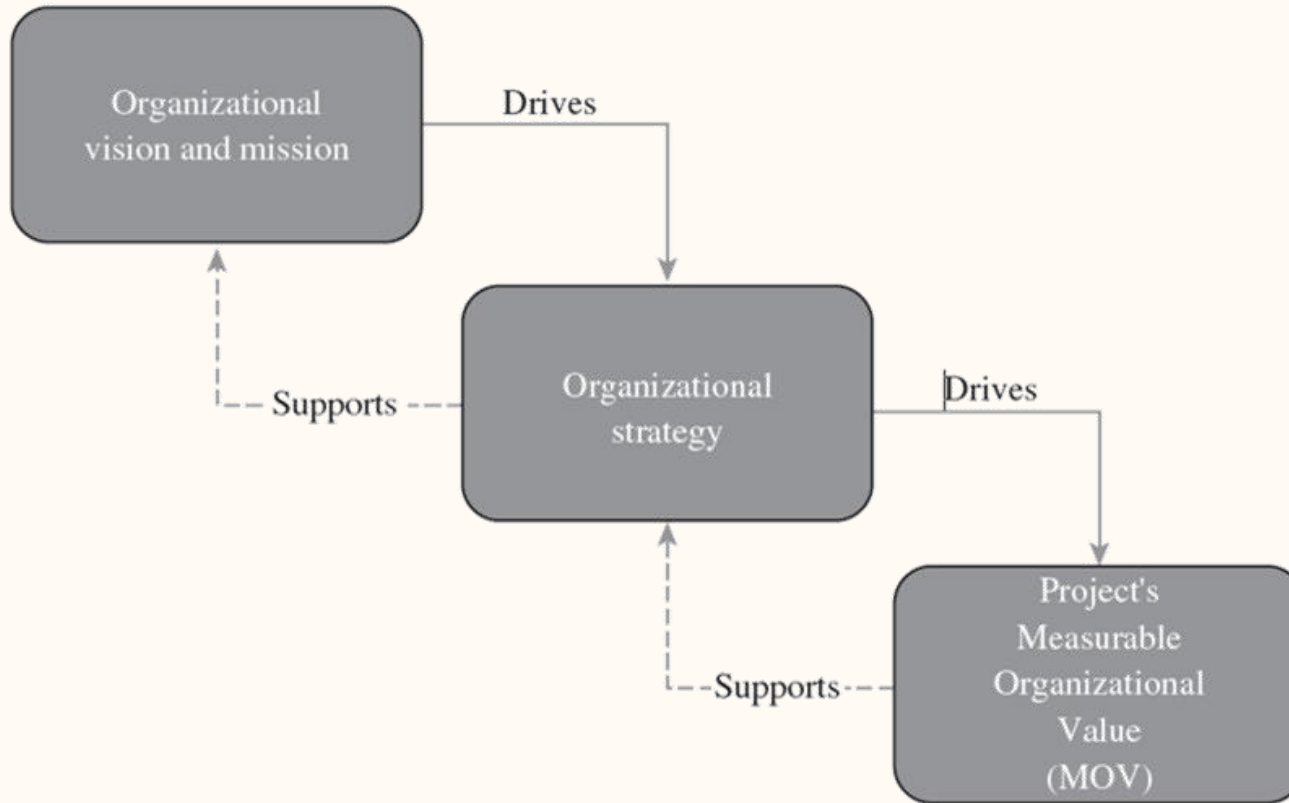 Organizational
vision and mission
Drives
Supports
Organizational
strategy
Drives
Supports
Project's
Measurable
Organizational
Value
(MOV)